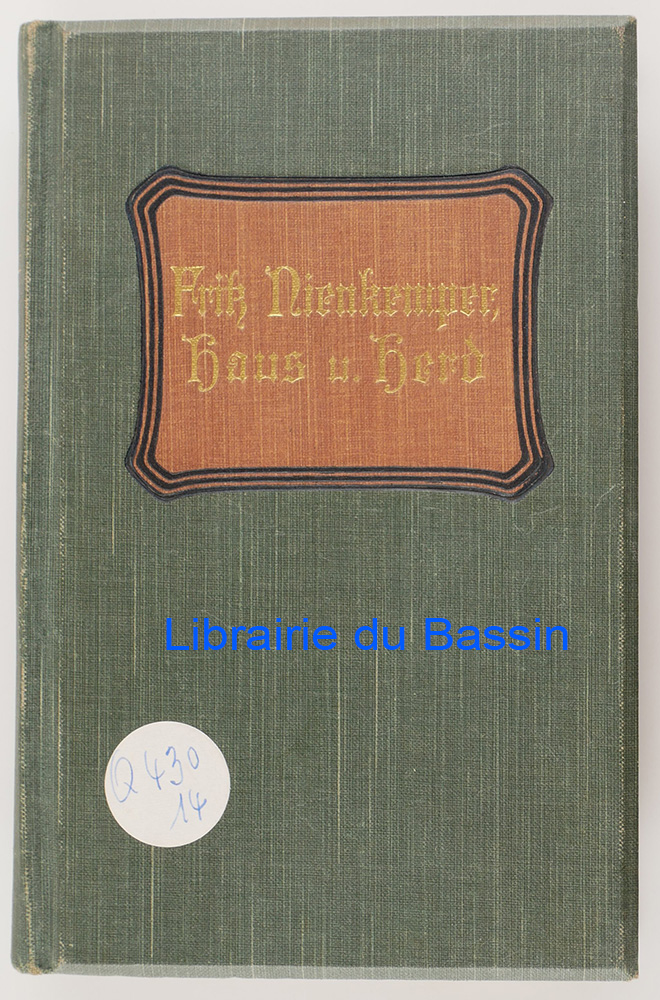 Fritz Nienkemper,
Haus u. Herd
Librairie du Bassin
Q 430
14